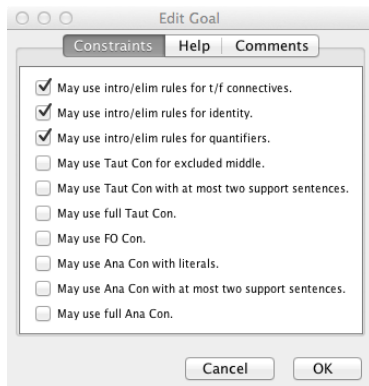 Edit Goal
Constraints Help Comments
May use intro/elim rules for t/f connectives.
May use intro/elim rules for identity.
May use intro/elim rules for quantifiers.
May use Taut Con for excluded middle.
May use Taut Con with at most two support sentences.
May use full Taut Con.
May use FO Con.
May use Ana Con with literals.
May use Ana Con with at most two support sentences.
May use full Ana Con.
Cancel OK